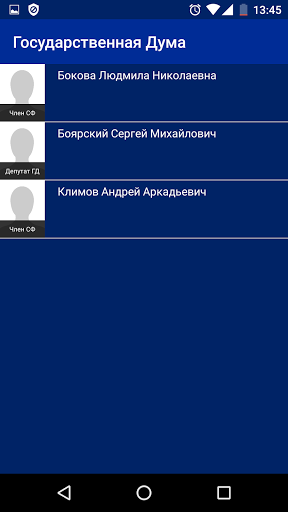 13:45
Государственная Дума
Бокова Людмила Николаевна
Член СФ
Боярский Сергей Михайлович
Депутат ГД
Климов Андрей Аркадьевич
Член СФ